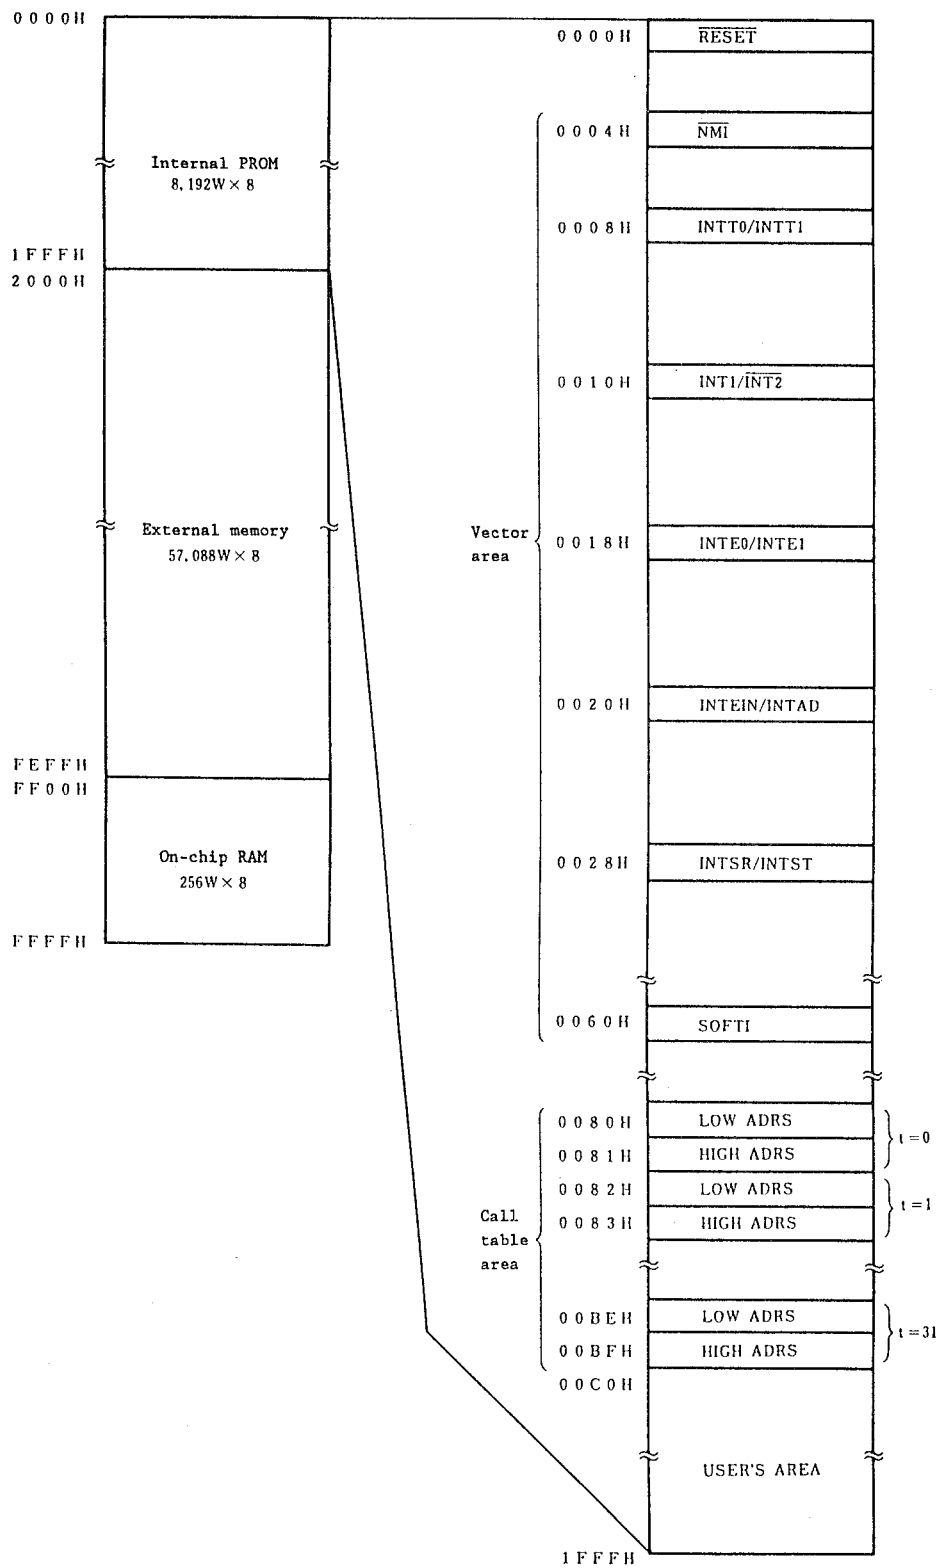 0000H
Internal PROM
8,192W × 8
1FFFH
2000H
External memory
57,088W × 8
FEFFH
FF00H
On-chip RAM
256W × 8
FFFFH
0000H RESET
Vector
area
0004H NMI
0008H INTT0/INTT1
0010H INT1/INT2
0018H INTE0/INTE1
0020H INTEIN/INTAD
0028H INTSR/INTST
0060H SOFTI
Call
table
area
0080H LOW ADRS
0081H HIGH ADRS
t=0
0082H LOW ADRS
0083H HIGH ADRS
t=1
00BEH LOW ADRS
00BFH HIGH ADRS
t=31
00C0H
USER'S AREA
1FFFH